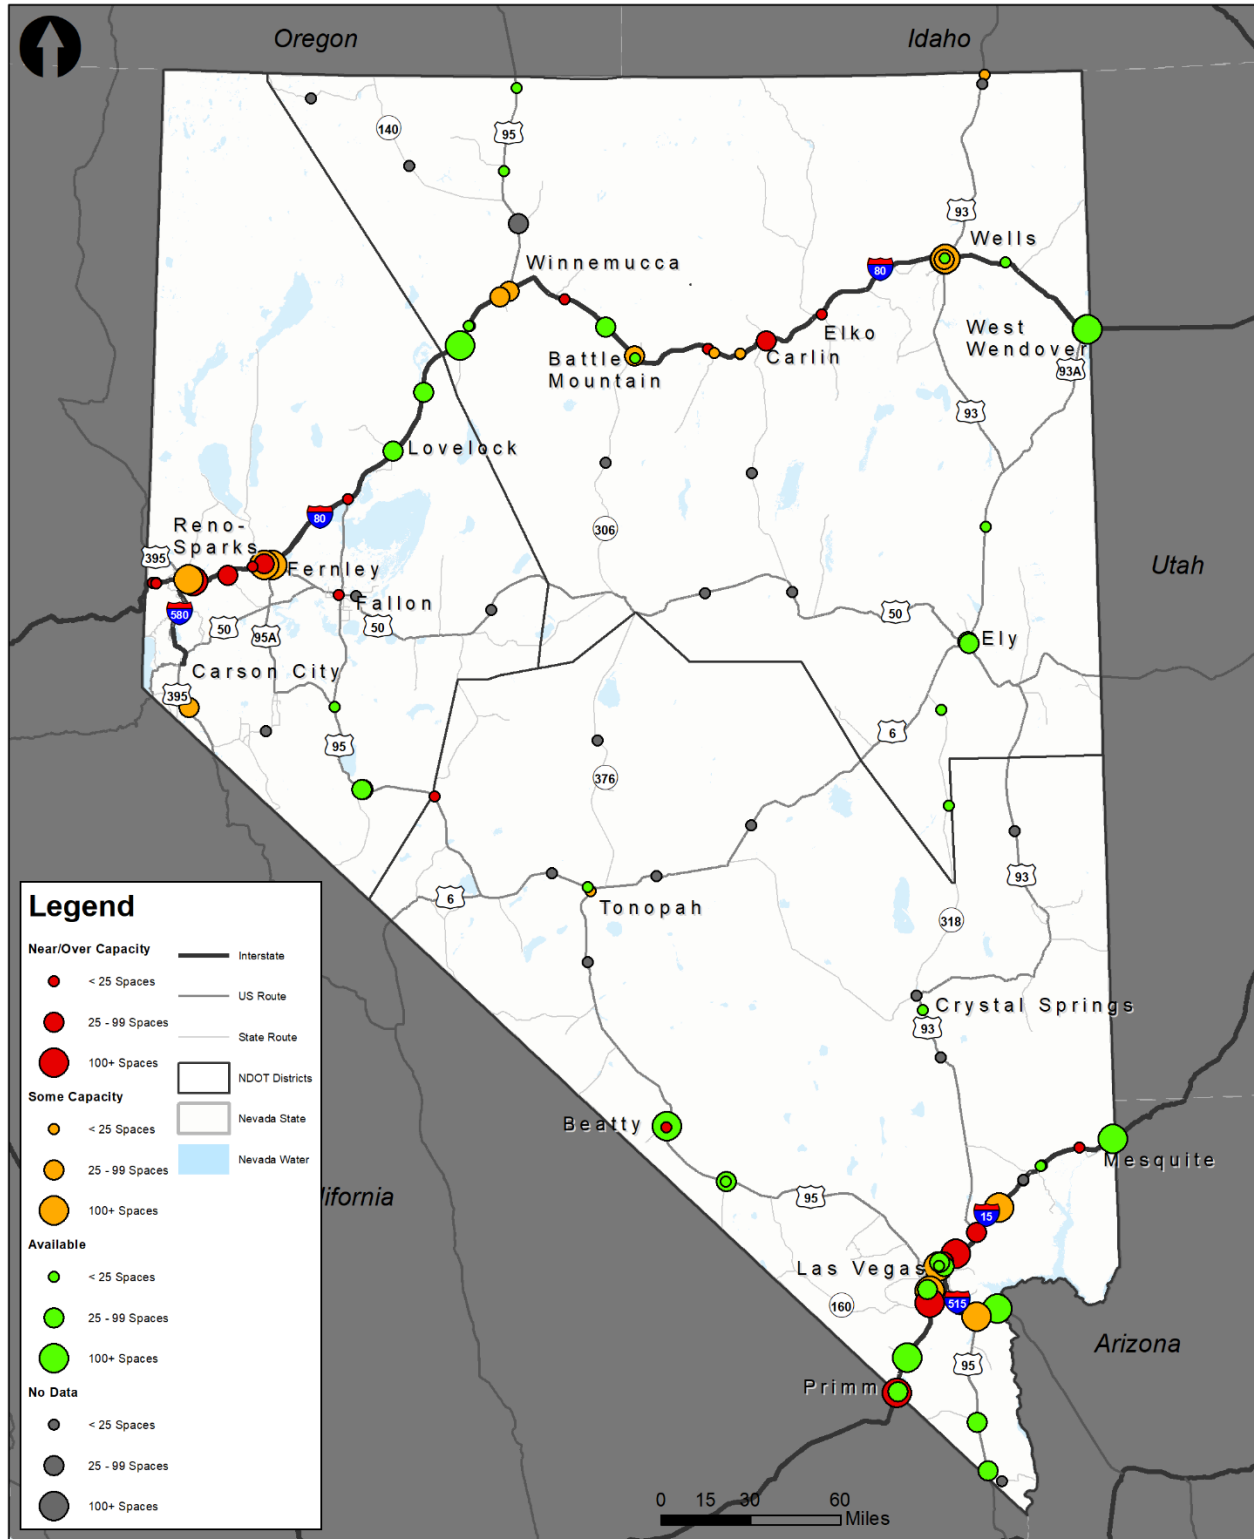 Oregon
Idaho
140
95
93
Wells
Winnemucca
80
Elko
West
Wendover
Battle
Mountain
Carlin
93A
93
Lovelock
80
306
Reno-
Sparks
395
Fernley
Utah
580
Fallon
50
95A
50
50
Ely
Carson City
395
6
95
376
Legend
6
Tonopah
93
318
Near/Over Capacity
< 25 Spaces
25 - 99 Spaces
100+ Spaces
Some Capacity
< 25 Spaces
25 - 99 Spaces
100+ Spaces
Available
< 25 Spaces
25 - 99 Spaces
100+ Spaces
No Data
< 25 Spaces
25 - 99 Spaces
100+ Spaces
Interstate
US Route
State Route
NDOT Districts
Nevada State
Nevada Water
Crystal Springs
93
Beatty
Mesquite
lifornia
95
15
Las Vegas
160
515
Arizona
95
Primm
0 15 30 60
Miles